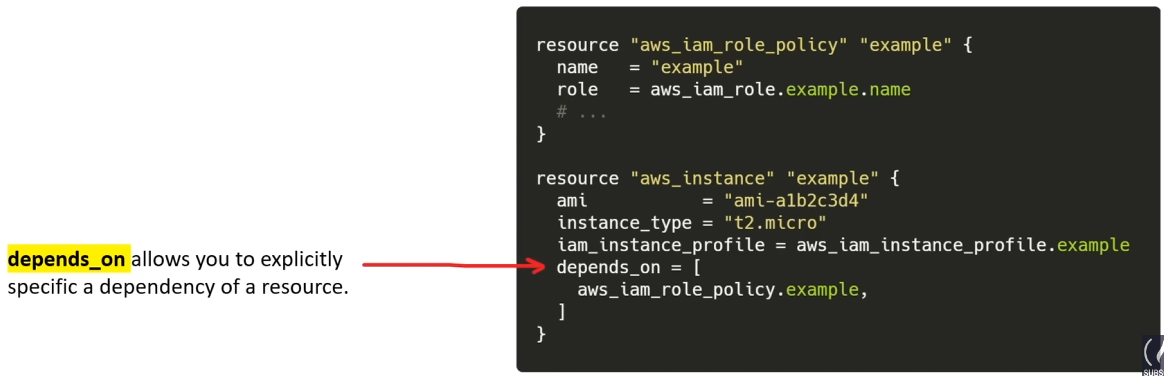 depends_on allows you to explicitly
specific a dependency of a resource.
resource "aws_iam_role_policy" "example" {
  name   = "example"
  role   = aws_iam_role.example.name
  # ...
}
resource "aws_instance" "example" {
  ami           = "ami-a1b2c3d4"
  instance_type = "t2.micro"
  iam_instance_profile = aws_iam_instance_profile.example
  depends_on = [
    aws_iam_role_policy.example,
  ]
}
SUBS